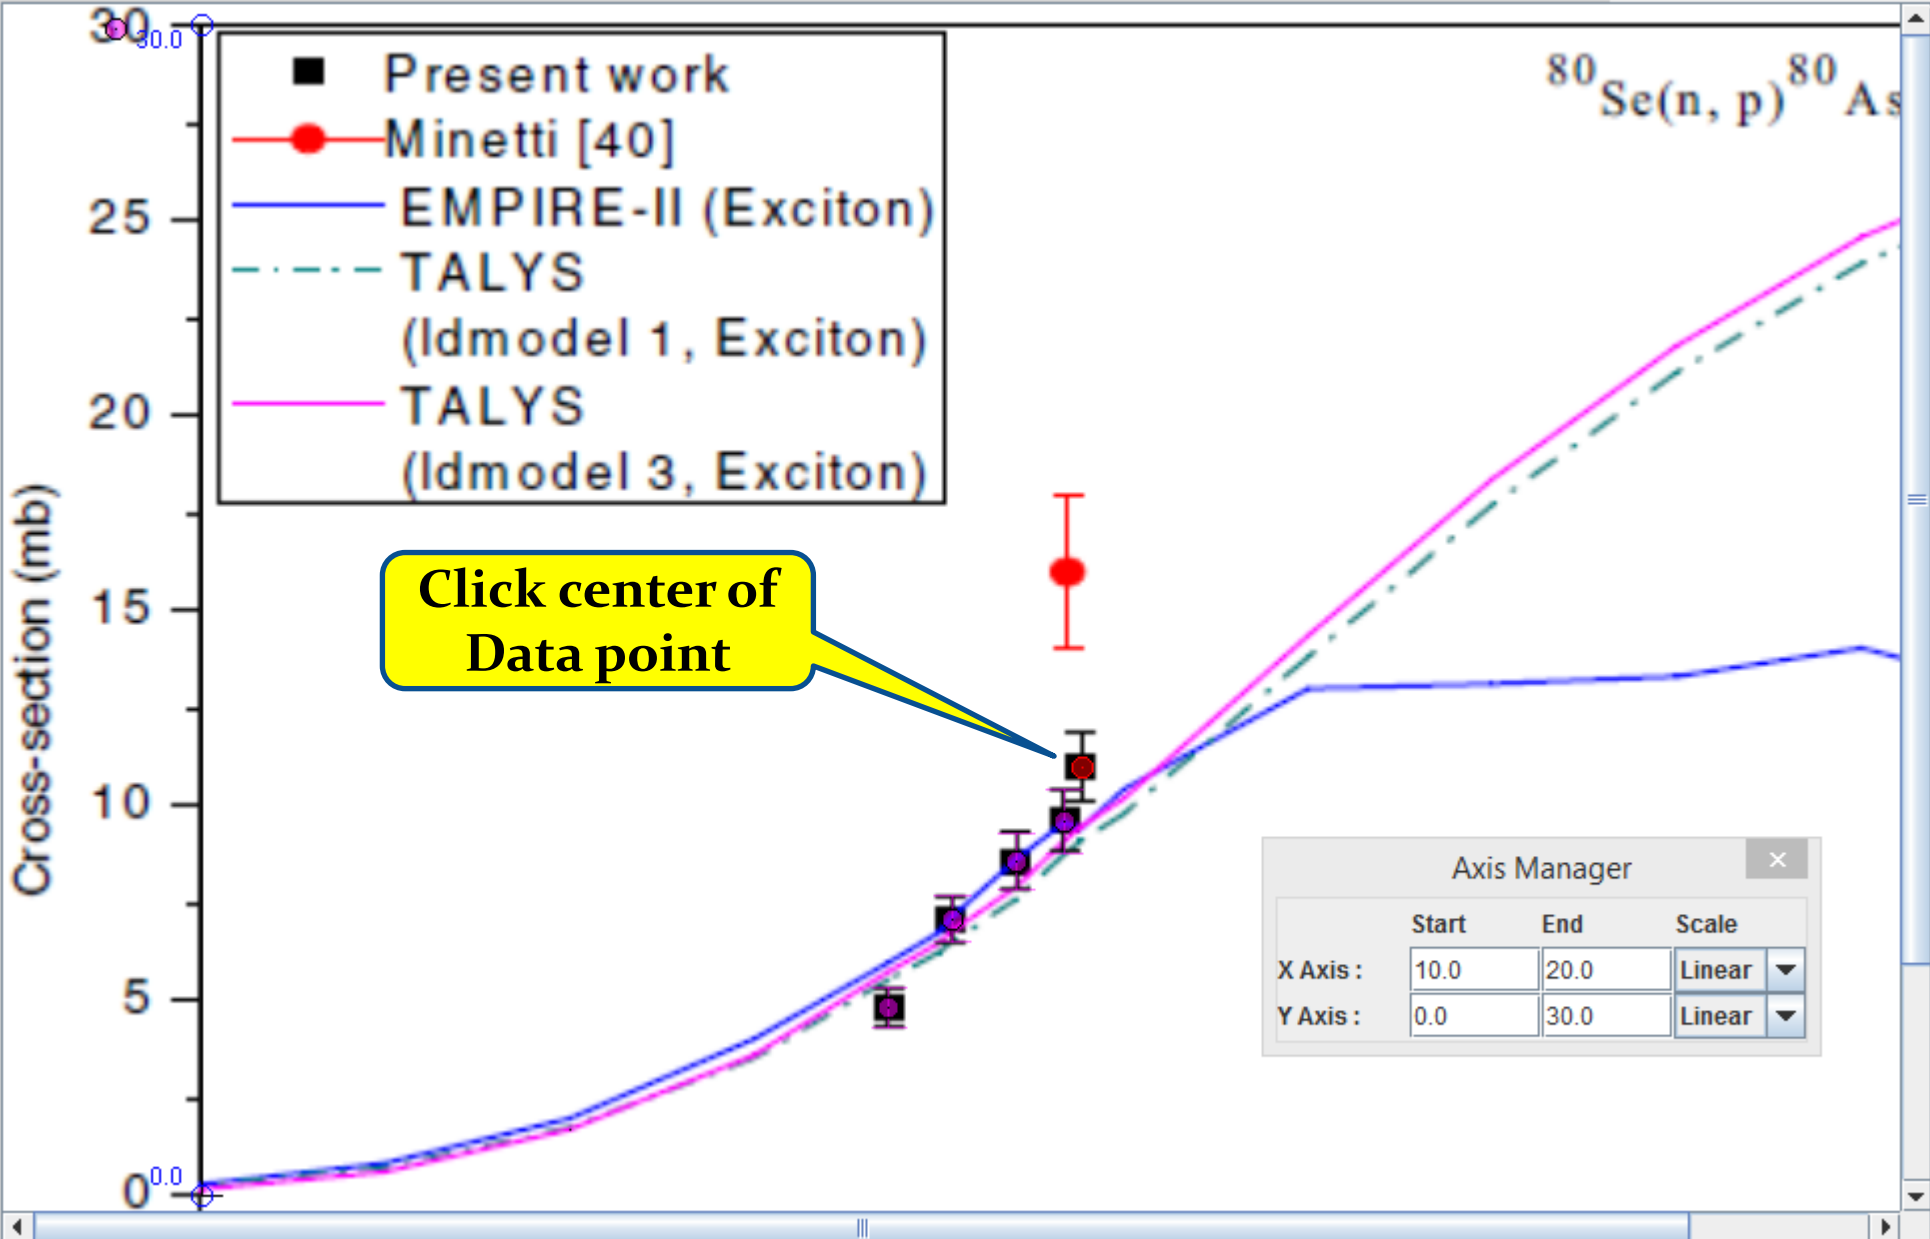 30
30.0
Present work
Minetti [40]
EMPIRE-II (Exciton)
TALYS
(ldmodel 1, Exciton)
TALYS
(ldmodel 3, Exciton)
80Se(n, p)80As
25
20
15
10
5
0
0.0
Cross-section (mb)
Click center of
Data point
Axis Manager
Start End Scale
X Axis : 10.0 20.0 Linear
Y Axis : 0.0 30.0 Linear